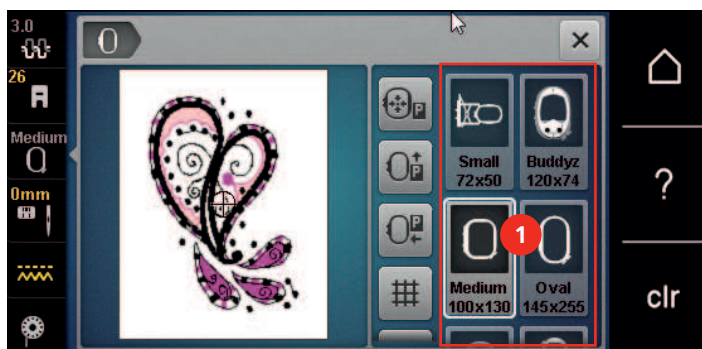 3.0
26
Medium
0mm
P
P
P
Small
72x50
Buddyz
120x74
Medium
100x130
1
Oval
145x255
?
clr